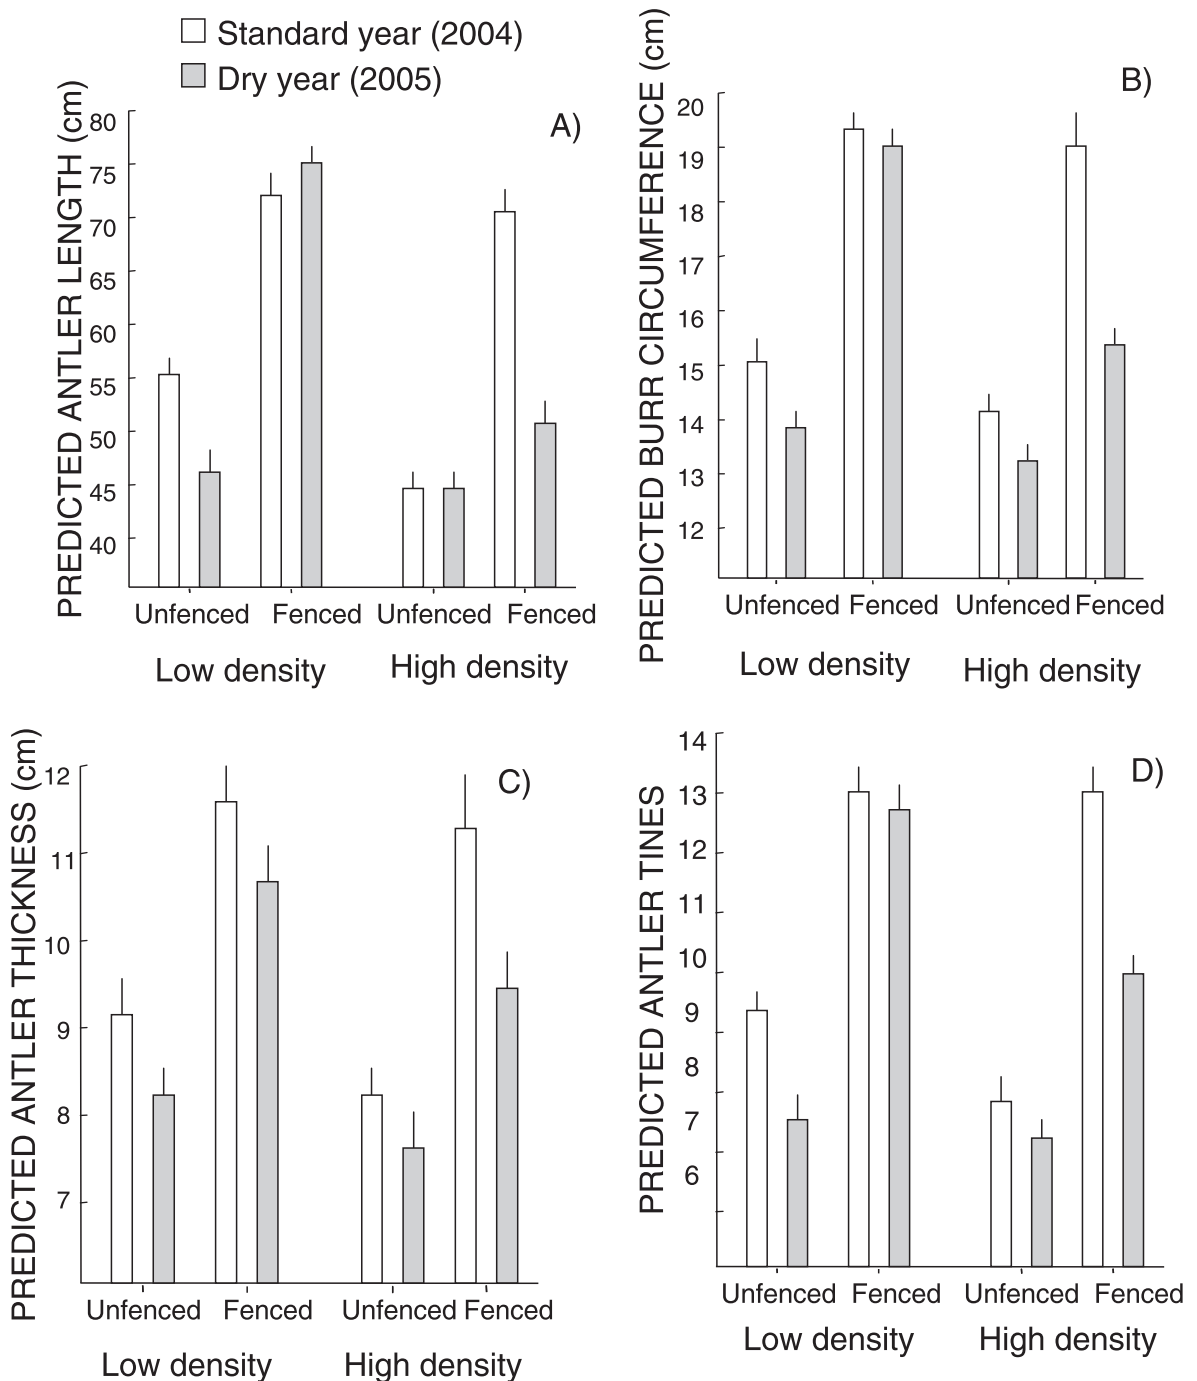 Standard year (2004)
Dry year (2005)
A)
PREDICTED ANTLER LENGTH (cm)
80
75
70
65
60
55
50
45
40
Unfenced Fenced Unfenced Fenced
Low density High density
B)
PREDICTED BURR CIRCUMFERENCE (cm)
20
19
18
17
16
15
14
13
12
Unfenced Fenced Unfenced Fenced
Low density High density
C)
PREDICTED ANTLER THICKNESS (cm)
12
11
10
9
8
7
Unfenced Fenced Unfenced Fenced
Low density High density
D)
PREDICTED ANTLER TINES
14
13
12
11
10
9
8
7
6
Unfenced Fenced Unfenced Fenced
Low density High density